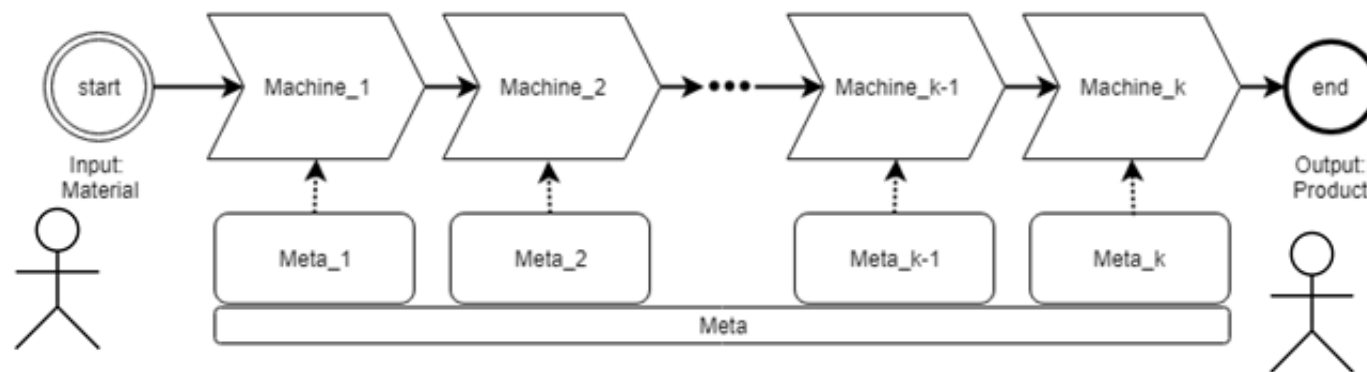 start
Machine_1
Machine_2
Machine_k-1
Machine_k
end
Input:
Material
Output:
Product
Meta_1
Meta_2
Meta_k-1
Meta_k
Meta